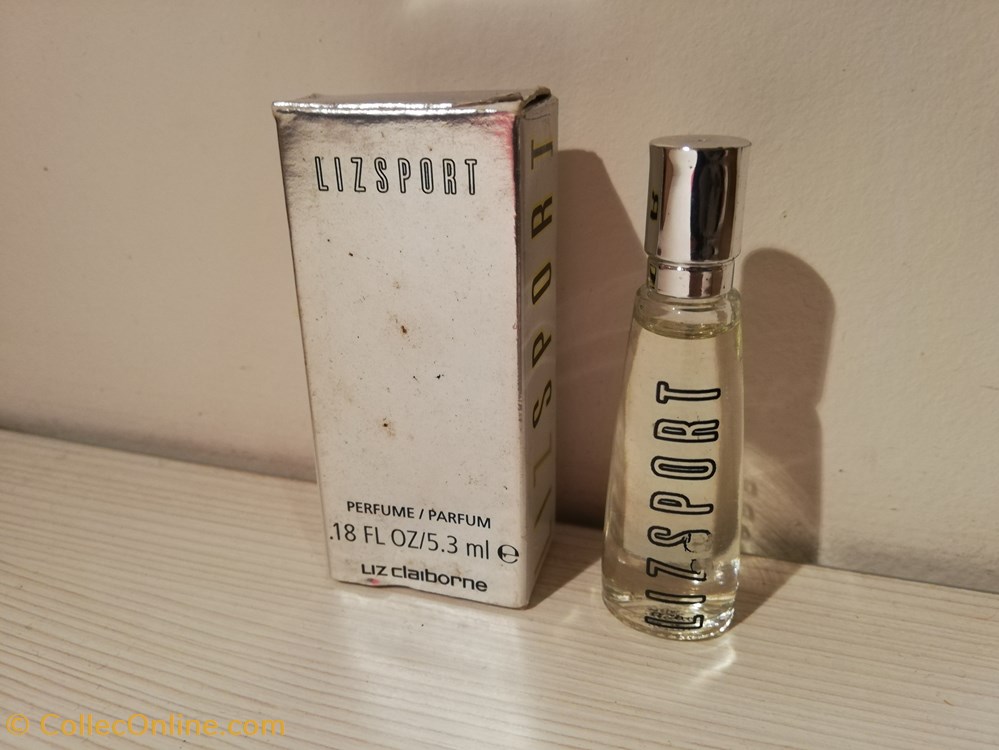 LIZSPORT
LIZSPORT
PERFUME / PARFUM
.18 FL OZ/5.3 ml ℮
Liz claiborne
LIZSPORT
© CollecOnline.com